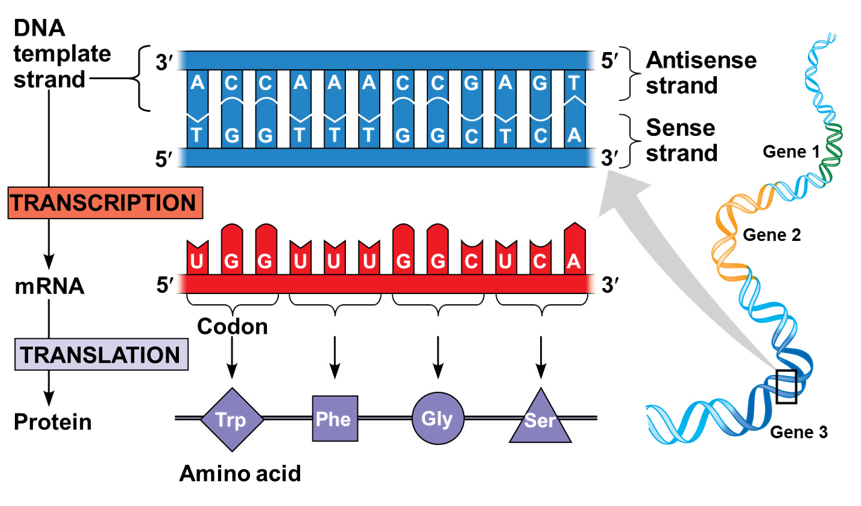 DNA
template
strand
3′
5′
A C C A A A C C G A G T
T G G T T T G G C T C A
5′
3′
Antisense
strand
Sense
strand
Gene 1
Gene 2
Gene 3
TRANSCRIPTION
U G G U U U G G C U C A
5′
3′
mRNA
Codon
TRANSLATION
Protein
Trp
Phe
Gly
Ser
Amino acid